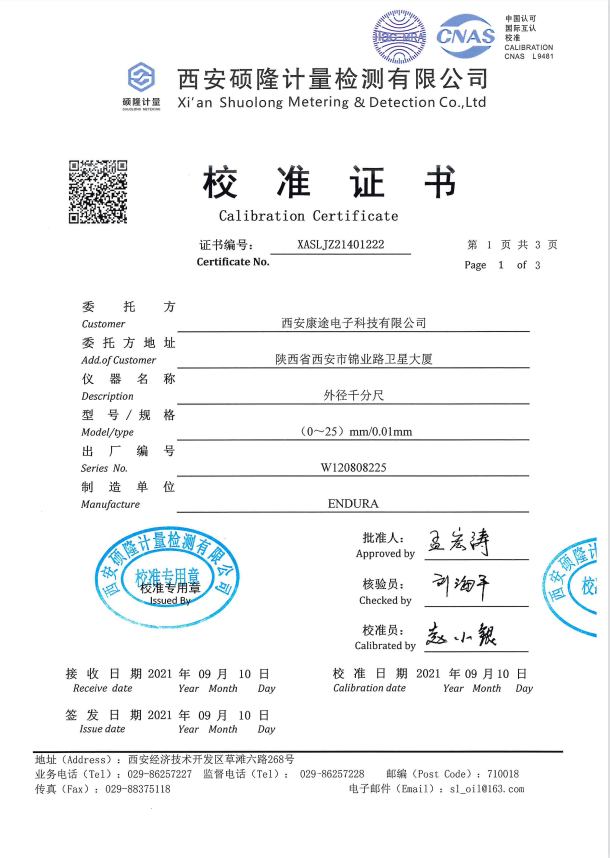 中国认可
国际互认
校准
CALIBRATION
CNAS L9481
ILAC-MRA
CNAS
硕隆计量
SHUOLONG METERING
西安硕隆计量检测有限公司
Xi'an Shuolong Metering & Detection Co.,Ltd
校准证书
Calibration Certificate
证书编号: XASLJZ21401222 第 1 页 共 3 页
Certificate No. Page 1 of 3
委托方 西安康途电子科技有限公司
Customer
委托方地址 陕西省西安市锦业路卫星大厦
Add.of Customer
仪器名称 外径千分尺
Description
型号/规格 (0～25）mm/0.01mm
Model/type
出厂编号 W120808225
Series No.
制造单位 ENDURA
Manufacture
西安硕隆计量检测有限公司
校准专用章
校准专用章
Issued By
批准人: 孟宏涛
Approved by
核验员:
Checked by
校准员: 赵小银
Calibrated by
西安硕隆计
校
接收日期 2021 年 09 月 10 日 校准日期 2021 年 09 月 10 日
Receive date Year Month Day Calibration date Year Month Day
签发日期 2021 年 09 月 10 日
Issue date Year Month Day
地址（Address）：西安经济技术开发区草滩六路268号
业务电话（Tel）：029-86257227 监督电话（Tel）： 029-86257228 邮编（Post Code）：710018
传真（Fax）：029-88375118 电子邮件（Email）：sl_oil@163.com